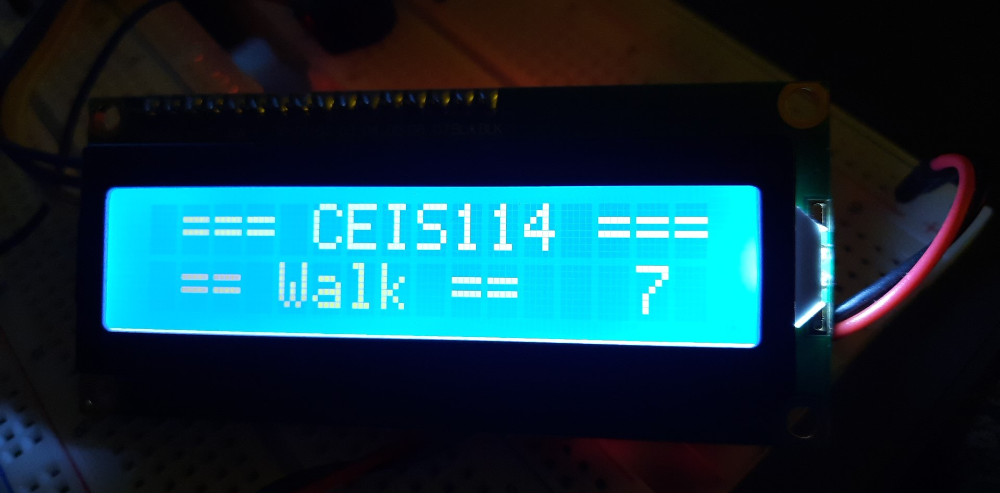 === CEIS114 ===
== Walk == 7